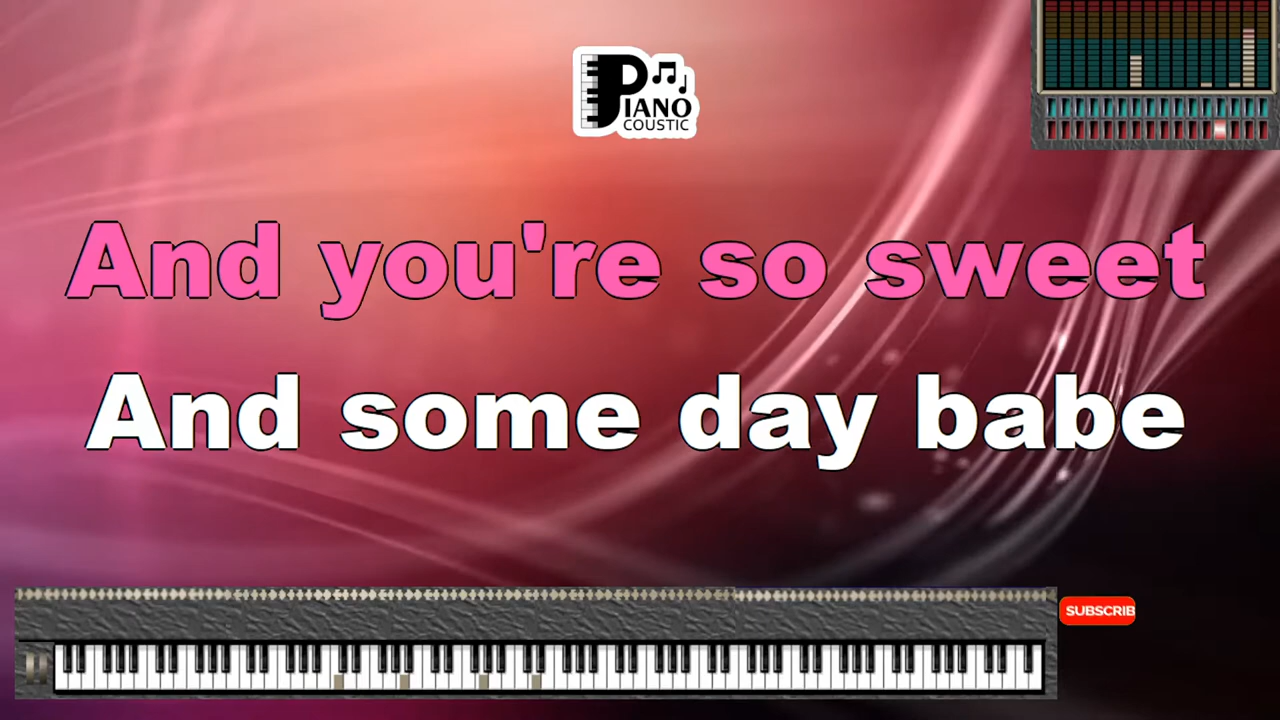 PIANO
COUSTIC
And you're so sweet
And some day babe
SUBSCRIB